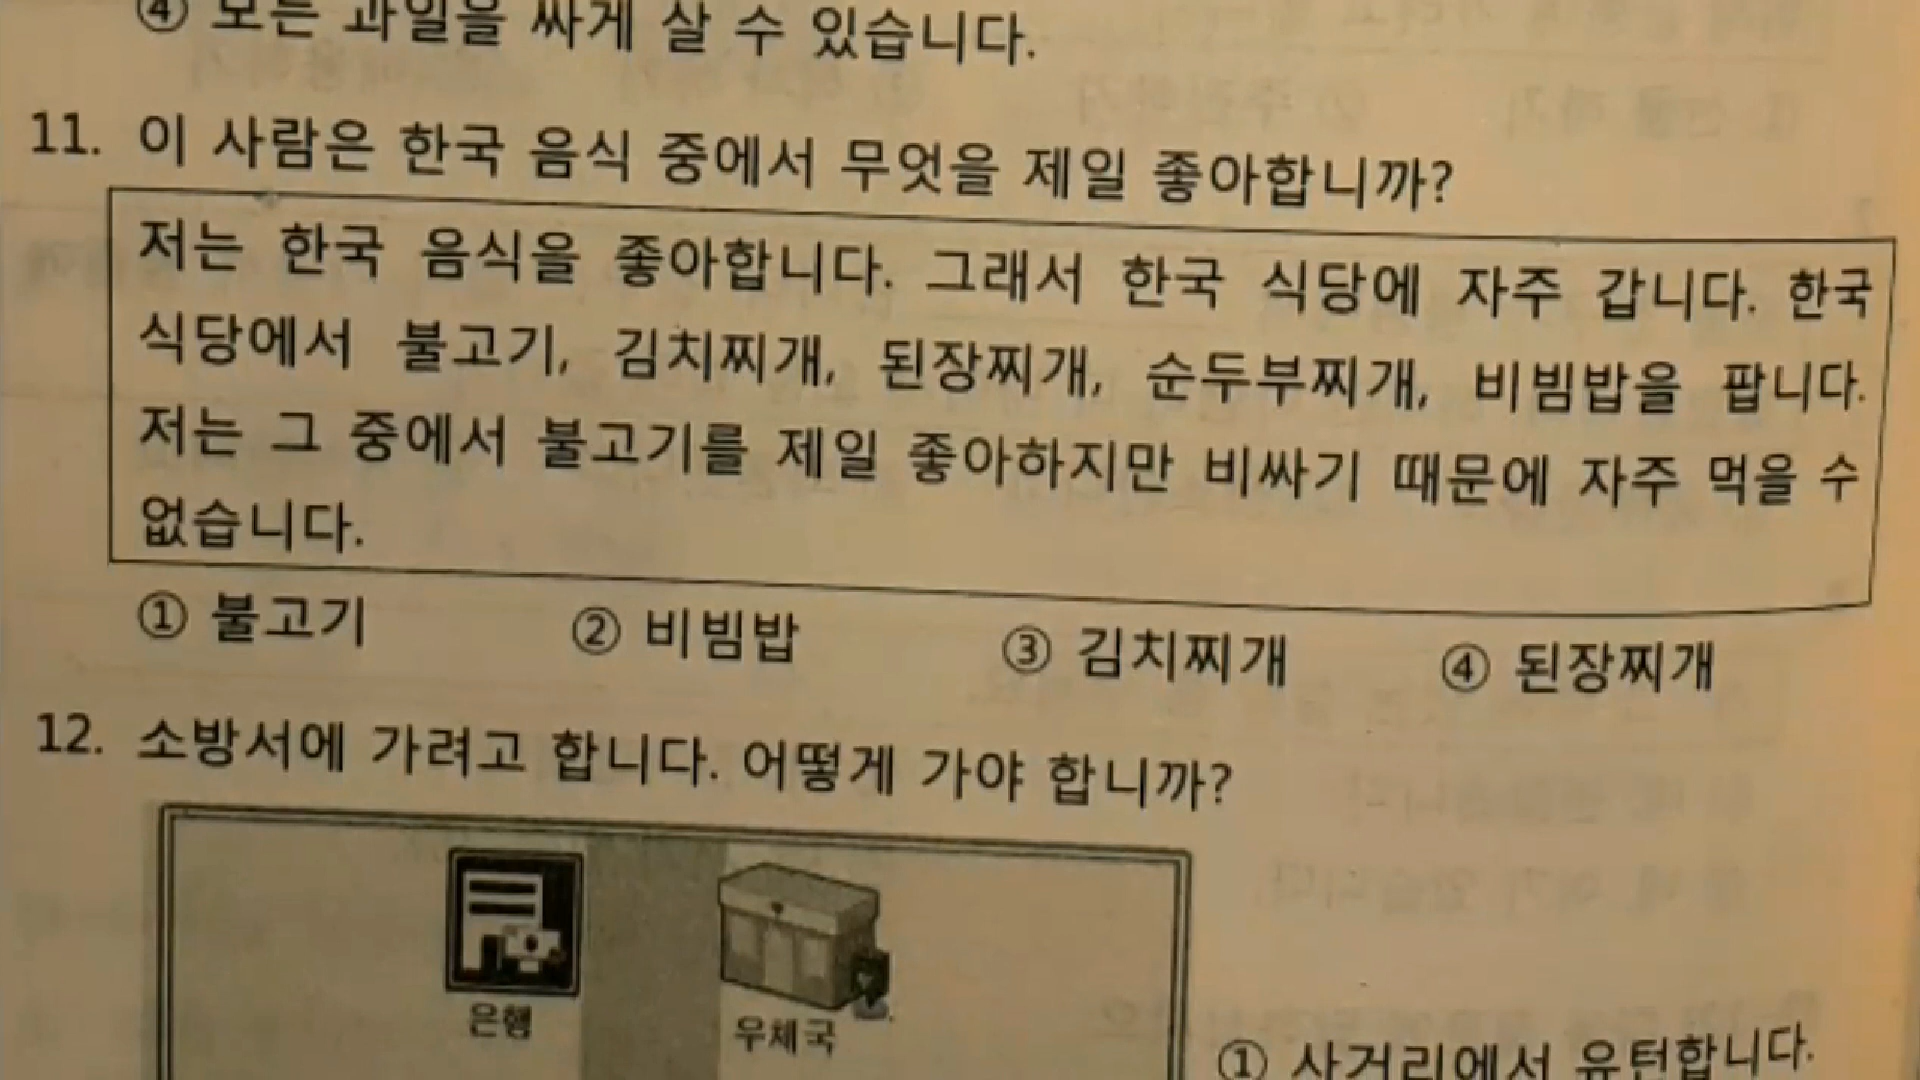 ④ 모든 과일을 싸게 살 수 있습니다.
11. 이 사람은 한국 음식 중에서 무엇을 제일 좋아합니까?
저는 한국 음식을 좋아합니다. 그래서 한국 식당에 자주 갑니다. 한국
식당에서 불고기, 김치찌개, 된장찌개, 순두부찌개, 비빔밥을 팝니다.
저는 그 중에서 불고기를 제일 좋아하지만 비싸기 때문에 자주 먹을 수
없습니다.
① 불고기 ② 비빔밥 ③ 김치찌개 ④ 된장찌개
12. 소방서에 가려고 합니다. 어떻게 가야 합니까?
은행 우체국
① 사거리에서 유턴합니다.